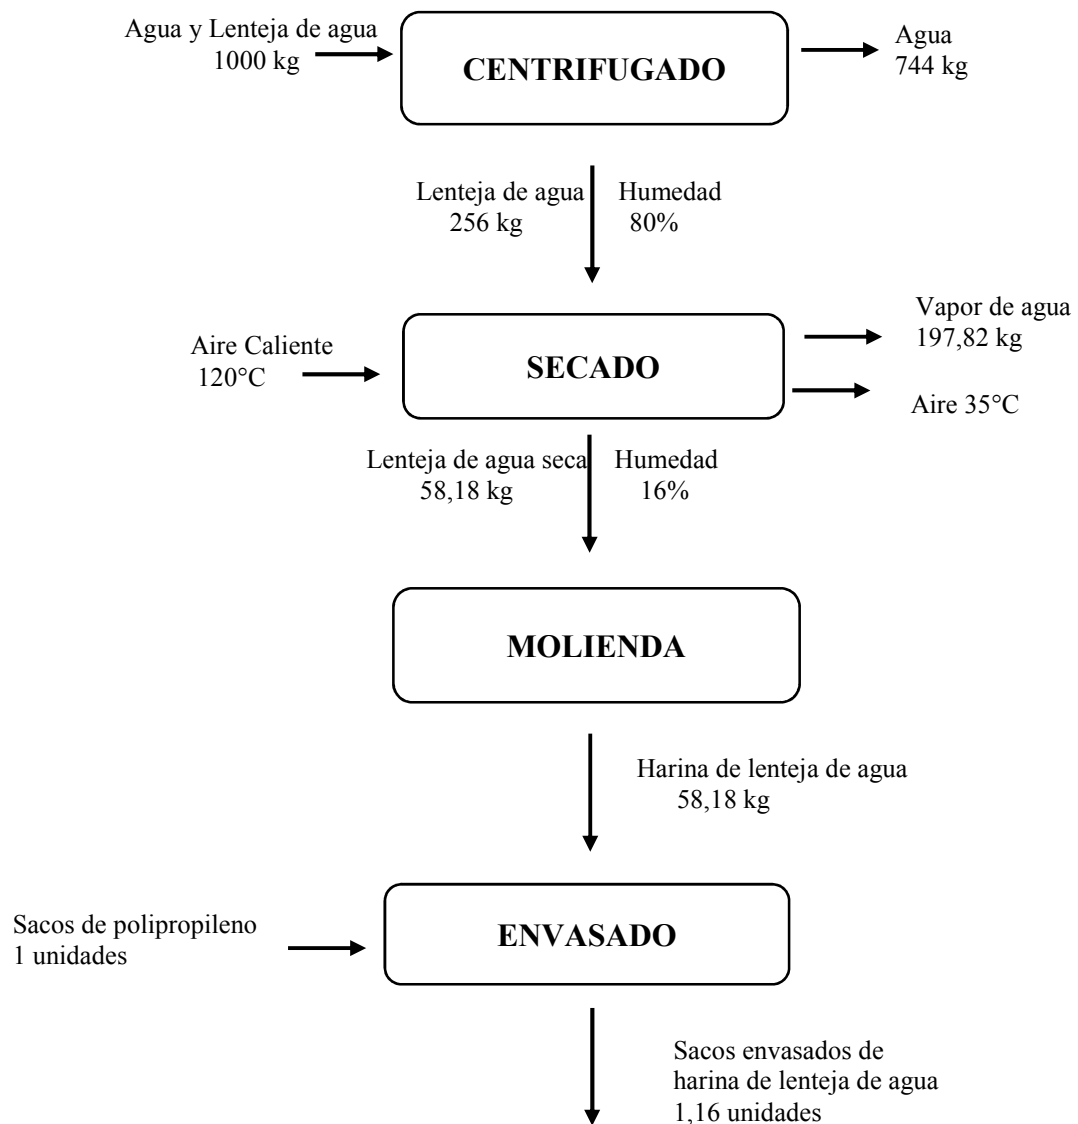 Agua y Lenteja de agua
1000 kg
CENTRIFUGADO
Agua
744 kg
Lenteja de agua
256 kg
Humedad
80%
Aire Caliente
120°C
SECADO
Vapor de agua
197,82 kg
Aire 35°C
Lenteja de agua seca
58,18 kg
Humedad
16%
MOLIENDA
Harina de lenteja de agua
58,18 kg
Sacos de polipropileno
1 unidades
ENVASADO
Sacos envasados de
harina de lenteja de agua
1,16 unidades